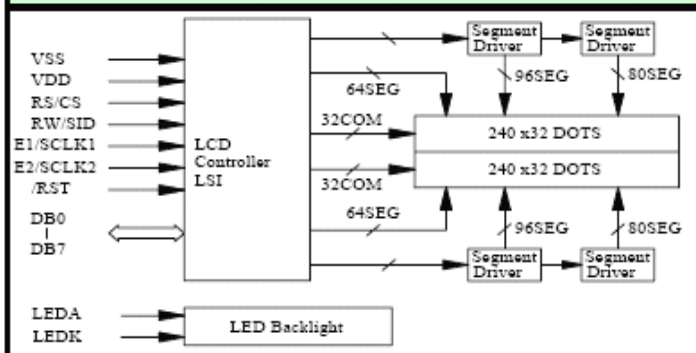 VSS
VDD
RS/CS
RW/SID
E1/SCLK1
E2/SCLK2
/RST
DB0
DB7
LCD
Controller
LSI
Segment
Driver
Segment
Driver
96SEG
80SEG
64SEG
32COM
240 x32 DOTS
240 x32 DOTS
32COM
64SEG
96SEG
80SEG
Segment
Driver
Segment
Driver
LEDA
LEDK
LED Backlight